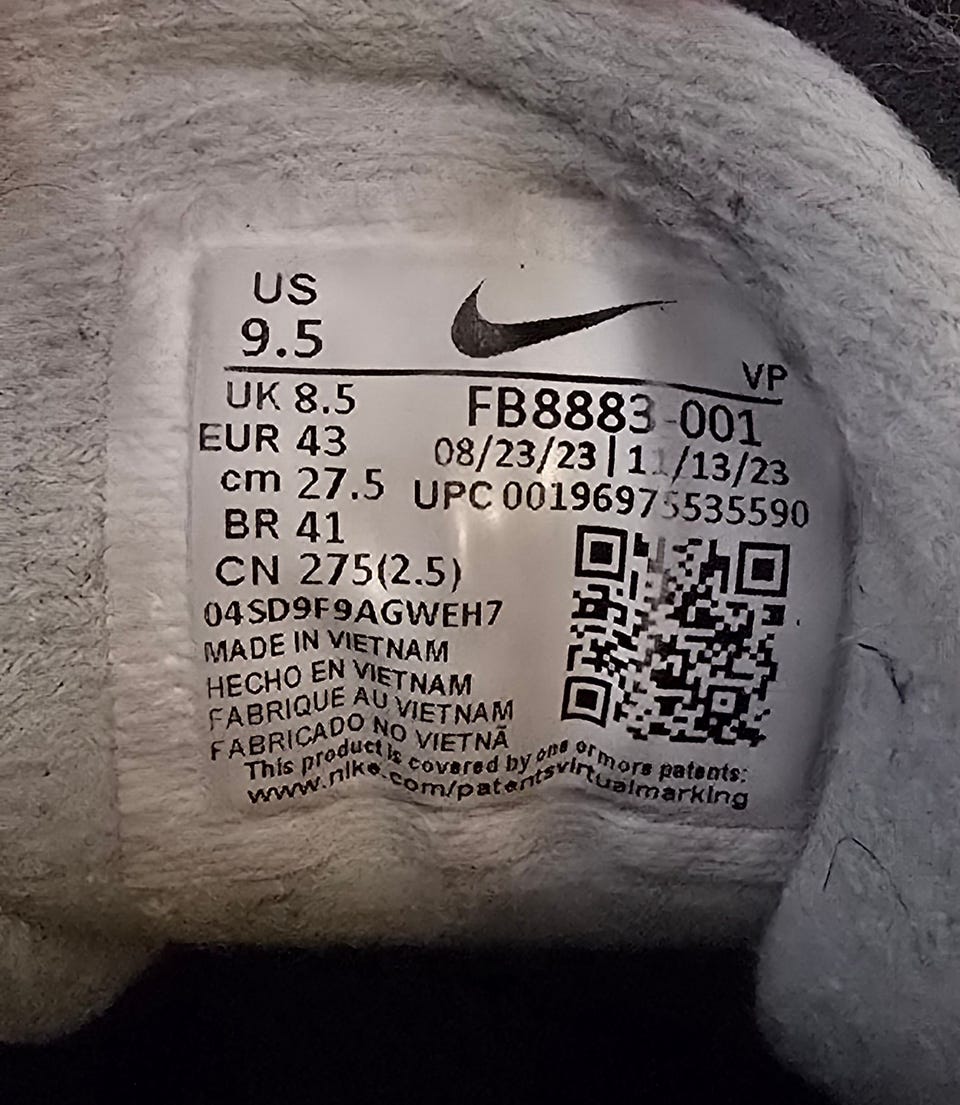 US
9.5
VP
UK 8.5
FB8883-001
EUR 43
08/23/23 | 11/13/23
cm 27.5
UPC 00196975535590
BR 41
CN 275(2.5)
04SD9F9AGWEH7
MADE IN VIETNAM
HECHO EN VIETNAM
FABRIQUE AU VIETNAM
FABRICADO NO VIETNÃ
This product is covered by one or more patents:
www.nike.com/patentsvirtualmarking